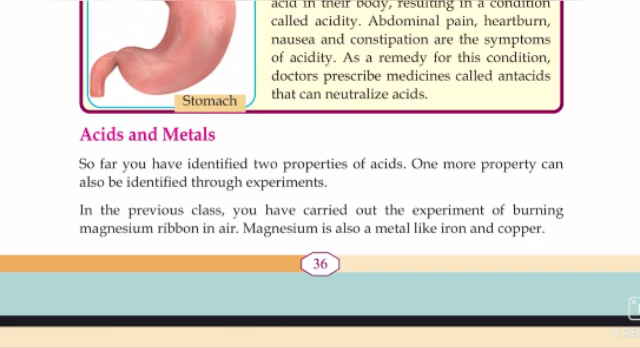 acid in their body, resulting in a condition
called acidity. Abdominal pain, heartburn,
nausea and constipation are the symptoms
of acidity. As a remedy for this condition,
doctors prescribe medicines called antacids
that can neutralize acids.
Stomach
Acids and Metals
So far you have identified two properties of acids. One more property can
also be identified through experiments.
In the previous class, you have carried out the experiment of burning
magnesium ribbon in air. Magnesium is also a metal like iron and copper.
36